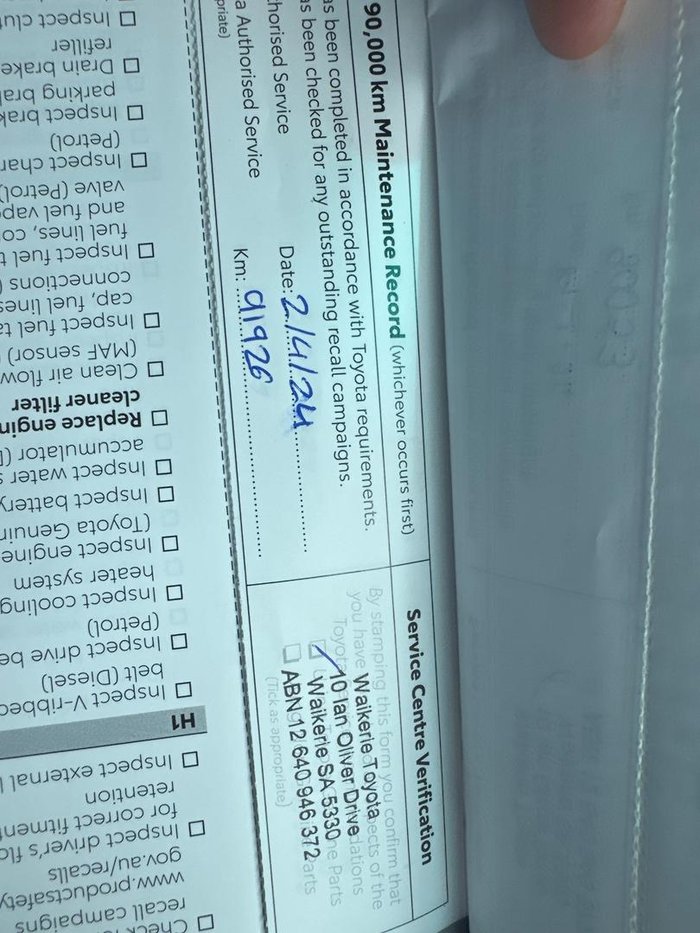 90,000 km Maintenance Record (whichever occurs first)
as been completed in accordance with Toyota requirements.
as been checked for any outstanding recall campaigns.
horised Service Date: 2/4/24
a Authorised Service Km: 91926
priate)
Service Centre Verification
By stamping this form you confirm that
you have
Waikerie Toyota
10 Ian Oliver Drive
Waikerie SA 5330
ABN 12 640 946 372
(Tick as appropriate)
recall campaigns
www.productsafety
gov.au/recalls
Inspect driver's flo
for correct fitment
retention
Inspect external
H1
Inspect V-ribbed
belt (Diesel)
Inspect drive be
(Petrol)
Inspect cooling
heater system
Inspect engine
(Toyota Genuin
Inspect battery
Inspect water s
accumulator (
Replace engin
cleaner filter
Clean air flow
(MAF sensor)
Inspect fuel ta
cap, fuel lines
connections (
Inspect fuel t
fuel lines, co
and fuel vap
valve (Petrol)
Inspect char
(Petrol)
Inspect brak
parking brak
Drain brake
refiller
Inspect clut